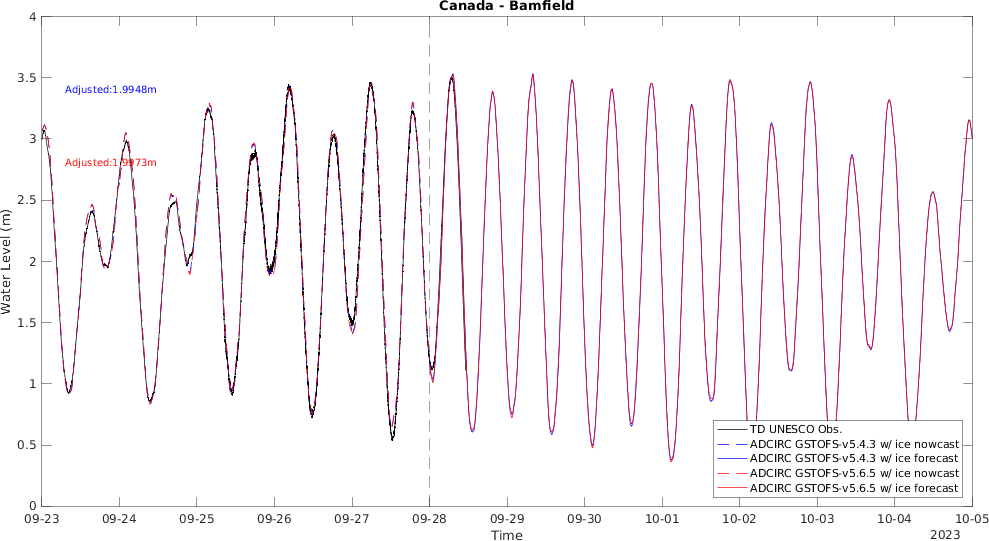 Canada - Bamfield
4
3.5
3
2.5
2
1.5
1
0.5
0
Water Level (m)
Adjusted:1.9948m
Adjusted:1.9973m
TD UNESCO Obs.
ADCIRC GSTOFS-v5.4.3 w/ ice nowcast
ADCIRC GSTOFS-v5.4.3 w/ ice forecast
ADCIRC GSTOFS-v5.6.5 w/ ice nowcast
ADCIRC GSTOFS-v5.6.5 w/ ice forecast
09-23 09-24 09-25 09-26 09-27 09-28 09-29 09-30 10-01 10-02 10-03 10-04 10-05
Time
2023